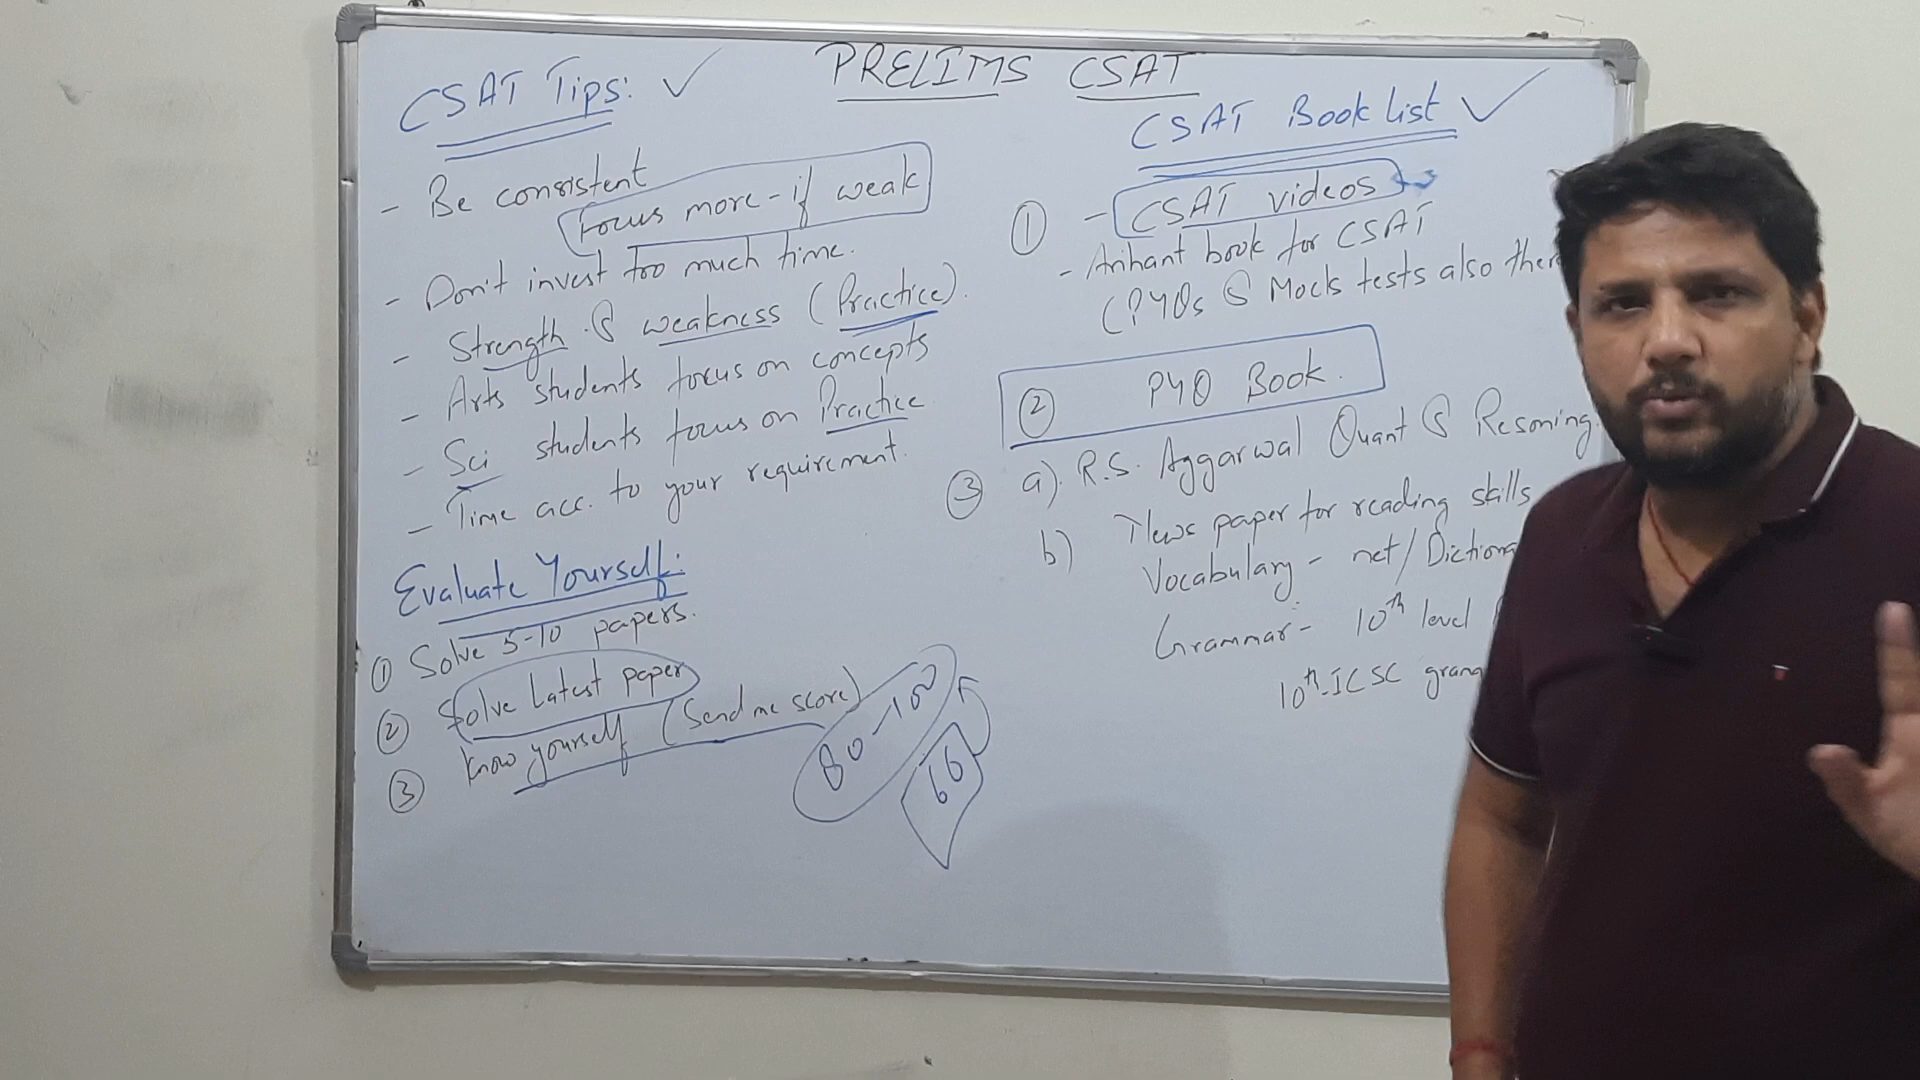 PRELIMS CSAT
CSAT Tips: ✓
- Be consistent
Focus more - if weak
- Don't invest too much time.
- Strength & weakness (Practice).
- Arts students focus on concepts
- Sci students focus on Practice
- Time acc. to your requirement.
Evaluate Yourself:
① Solve 5-10 papers.
② Solve Latest paper
③ Know yourself (Send me score)
80-100
66
CSAT Book list ✓
① - CSAT videos
- Arihant book for CSAT
(PYQs & Mock tests also
② PYQ Book.
③ a). R.S. Aggarwal Quant & Resoning.
b) News paper for reading skills
Vocabulary - net/
Grammar - 10th level
10th-ICSC